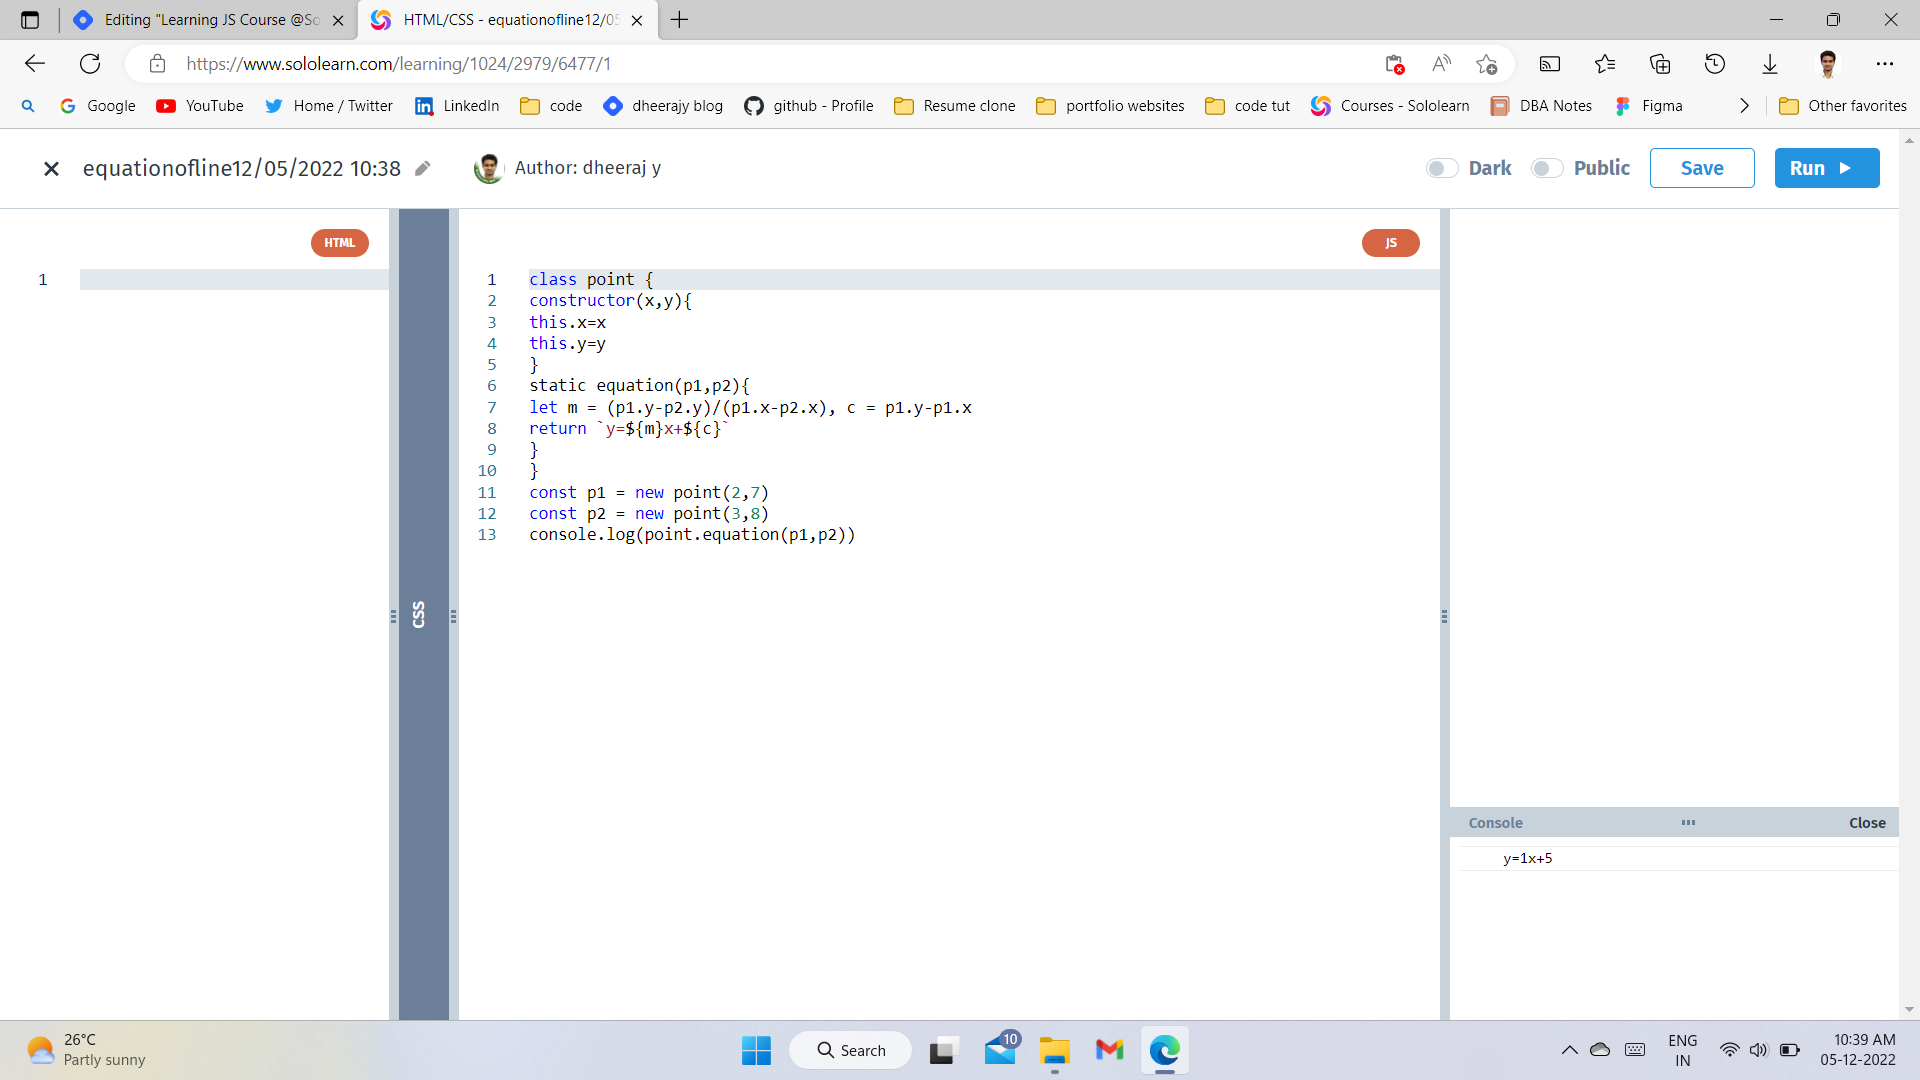 Editing "Learning JS Course @So
HTML/CSS - equationofline12/05
https://www.sololearn.com/learning/1024/2979/6477/1
Google YouTube Home / Twitter LinkedIn code dheerajy blog github - Profile Resume clone portfolio websites code tut Courses - Sololearn DBA Notes Figma Other favorites
equationofline12/05/2022 10:38 Author: dheeraj y Dark Public Save Run
HTML
1
CSS
JS
1 class point {
2 constructor(x,y){
3 this.x=x
4 this.y=y
5 }
6 static equation(p1,p2){
7 let m = (p1.y-p2.y)/(p1.x-p2.x), c = p1.y-p1.x
8 return `y=${m}x+${c}`
9 }
10 }
11 const p1 = new point(2,7)
12 const p2 = new point(3,8)
13 console.log(point.equation(p1,p2))
Console Close
y=1x+5
26°C
Partly sunny
Search
10
ENG
IN
10:39 AM
05-12-2022